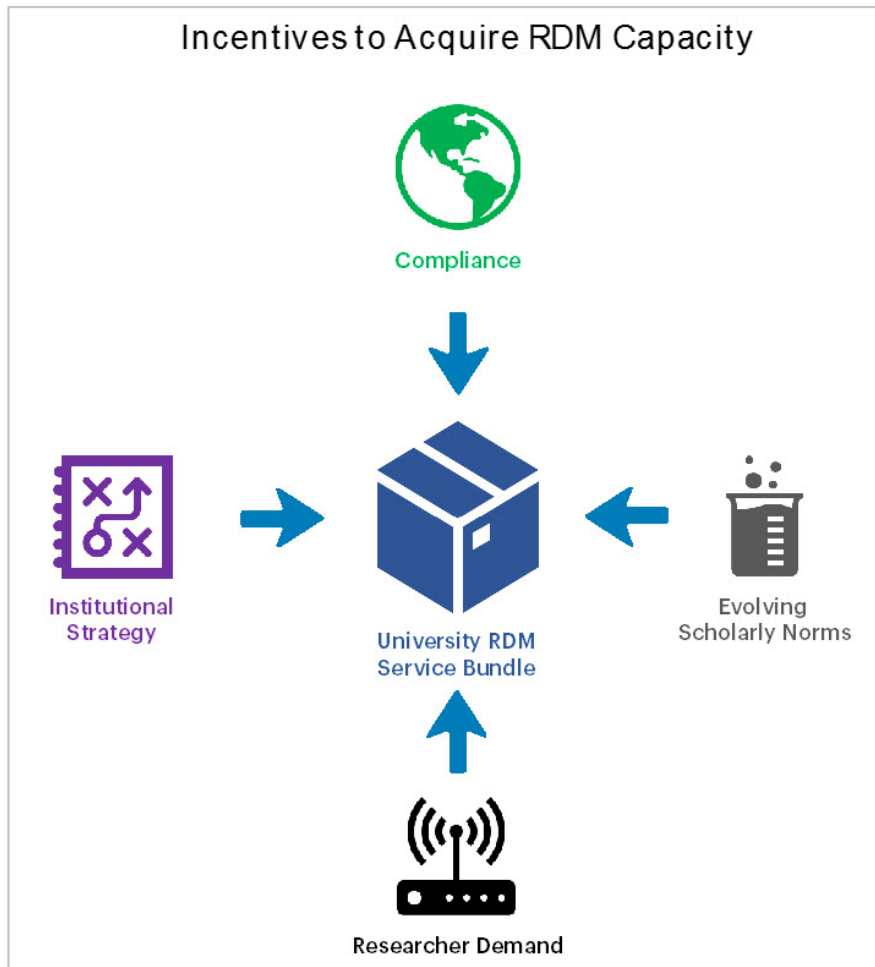 Incentives to Acquire RDM Capacity
Compliance
Institutional
Strategy
University RDM
Service Bundle
Evolving
Scholarly Norms
Researcher Demand